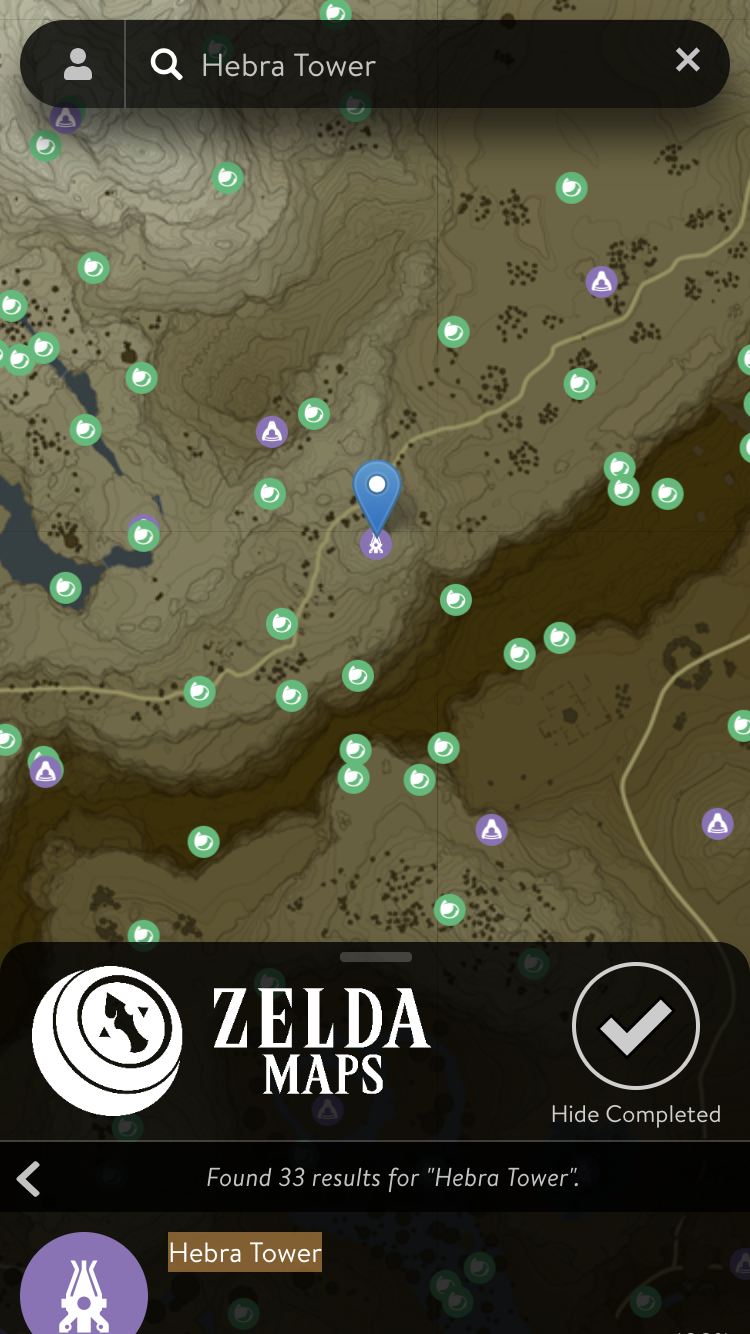 Hebra Tower
ZELDA
MAPS
Hide Completed
Found 33 results for "Hebra Tower".
Hebra Tower